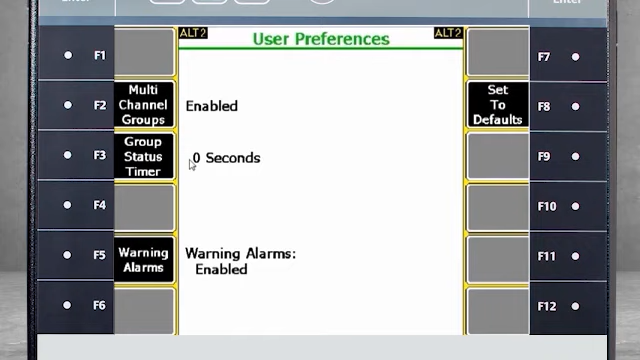 Enter
Enter
ALT2
User Preferences
ALT2
F1
F7
F2
Multi
Channel
Groups
Enabled
Set
To
Defaults
F8
F3
Group
Status
Timer
0 Seconds
F9
F4
F10
F5
Warning
Alarms
Warning Alarms:
Enabled
F11
F6
F12